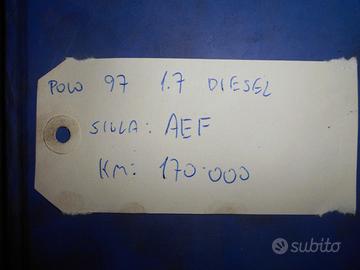 POLO 97 1.7 DIESEL
SIGLA: AEF
KM: 170.000
subito